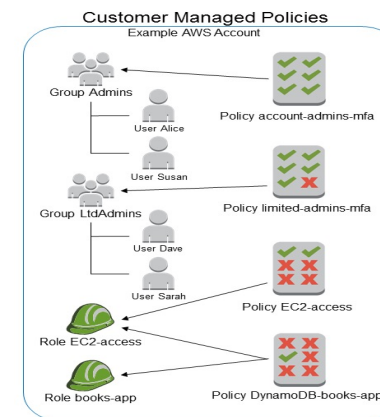 Customer Managed Policies
Example AWS Account
Group Admins
Policy account-admins-mfa
User Alice
User Susan
Group LtdAdmins
Policy limited-admins-mfa
User Dave
User Sarah
Policy EC2-access
Role EC2-access
Role books-app
Policy DynamoDB-books-app